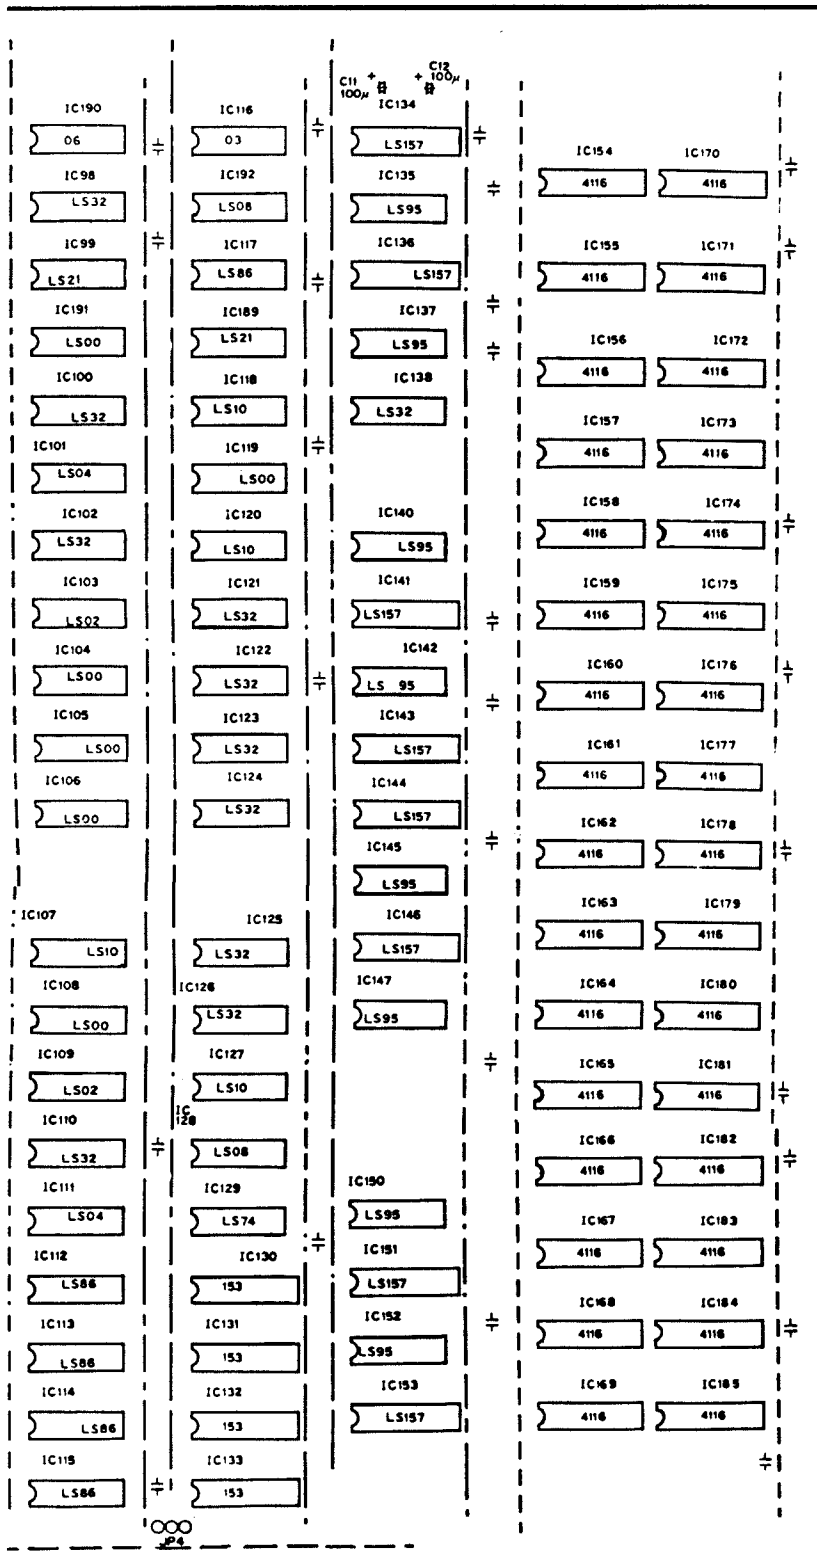 C11
100µ
+
+
C12
100µ
IC190
06
IC98
LS32
IC99
LS21
IC191
LS00
IC100
LS32
IC101
LS04
IC102
LS32
IC103
LS02
IC104
LS00
IC105
LS00
IC106
LS00
IC107
LS10
IC108
LS00
IC109
LS02
IC110
LS32
IC111
LS04
IC112
LS86
IC113
LS86
IC114
LS86
IC115
LS86
IC116
03
IC192
LS08
IC117
LS86
IC189
LS21
IC118
LS10
IC119
LS00
IC120
LS10
IC121
LS32
IC122
LS32
IC123
LS32
IC124
LS32
IC125
LS32
IC126
LS32
IC127
LS10
IC
128
LS08
IC129
LS74
IC130
153
IC131
153
IC132
153
IC133
153
IC134
LS157
IC135
LS95
IC136
LS157
IC137
LS95
IC138
LS32
IC140
LS95
IC141
LS157
IC142
LS 95
IC143
LS157
IC144
LS157
IC145
LS95
IC146
LS157
IC147
LS95
IC150
LS95
IC151
LS157
IC152
LS95
IC153
LS157
IC154
4116
IC155
4116
IC156
4116
IC157
4116
IC158
4116
IC159
4116
IC160
4116
IC161
4116
IC162
4116
IC163
4116
IC164
4116
IC165
4116
IC166
4116
IC167
4116
IC168
4116
IC169
4116
IC170
4116
IC171
4116
IC172
4116
IC173
4116
IC174
4116
IC175
4116
IC176
4116
IC177
4116
IC178
4116
IC179
4116
IC180
4116
IC181
4116
IC182
4116
IC183
4116
IC184
4116
IC185
4116
JP4